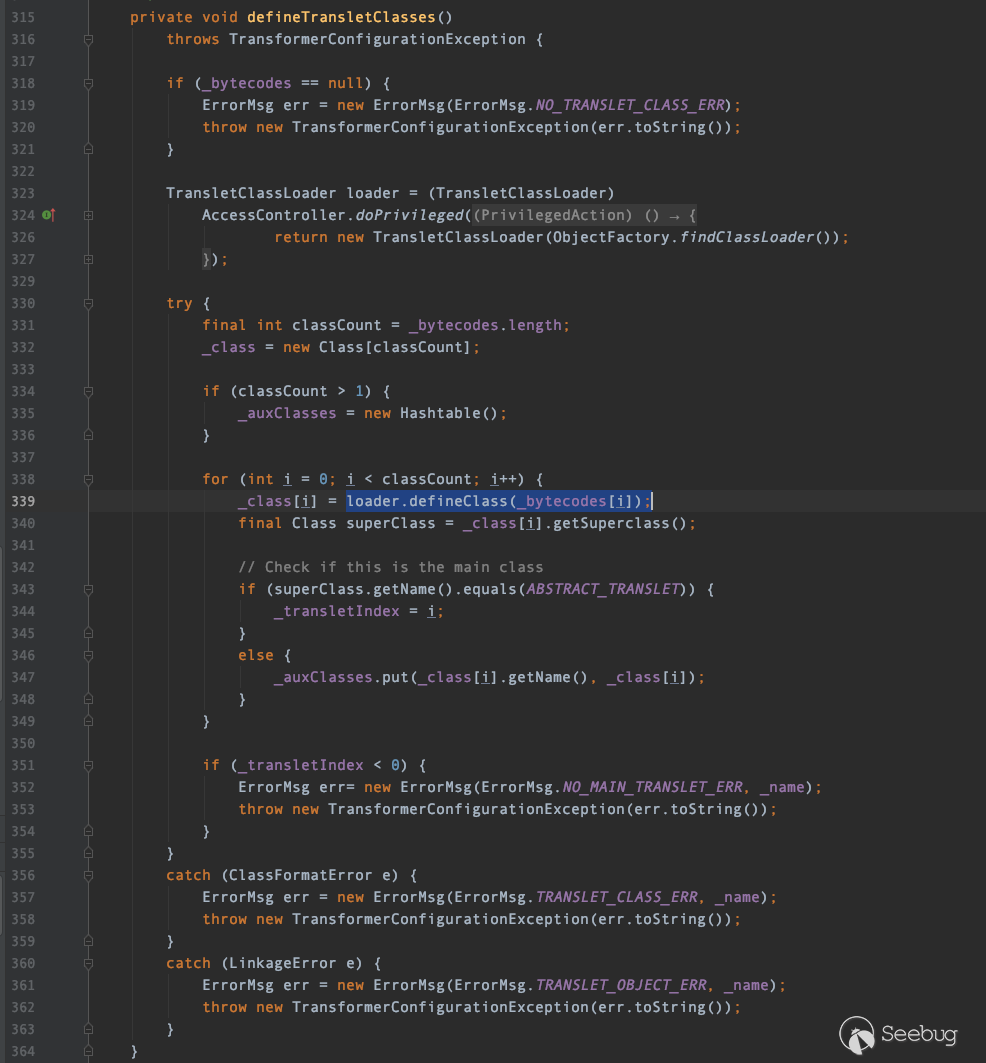 315 private void defineTransletClasses()
316 throws TransformerConfigurationException {
317
318 if (_bytecodes == null) {
319 ErrorMsg err = new ErrorMsg(ErrorMsg.NO_TRANSLET_CLASS_ERR);
320 throw new TransformerConfigurationException(err.toString());
321 }
322
323 TransletClassLoader loader = (TransletClassLoader)
324 AccessController.doPrivileged((PrivilegedAction) () → {
326 return new TransletClassLoader(ObjectFactory.findClassLoader());
327 });
329
330 try {
331 final int classCount = _bytecodes.length;
332 _class = new Class[classCount];
333
334 if (classCount > 1) {
335 _auxClasses = new Hashtable();
336 }
337
338 for (int i = 0; i < classCount; i++) {
339 _class[i] = loader.defineClass(_bytecodes[i]);
340 final Class superClass = _class[i].getSuperclass();
341
342 // Check if this is the main class
343 if (superClass.getName().equals(ABSTRACT_TRANSLET)) {
344 _transletIndex = i;
345 }
346 else {
347 _auxClasses.put(_class[i].getName(), _class[i]);
348 }
349 }
350
351 if (_transletIndex < 0) {
352 ErrorMsg err= new ErrorMsg(ErrorMsg.NO_MAIN_TRANSLET_ERR, _name);
353 throw new TransformerConfigurationException(err.toString());
354 }
355 }
356 catch (ClassFormatError e) {
357 ErrorMsg err = new ErrorMsg(ErrorMsg.TRANSLET_CLASS_ERR, _name);
358 throw new TransformerConfigurationException(err.toString());
359 }
360 catch (LinkageError e) {
361 ErrorMsg err = new ErrorMsg(ErrorMsg.TRANSLET_OBJECT_ERR, _name);
362 throw new TransformerConfigurationException(err.toString());
363 }
364 }
Seebug